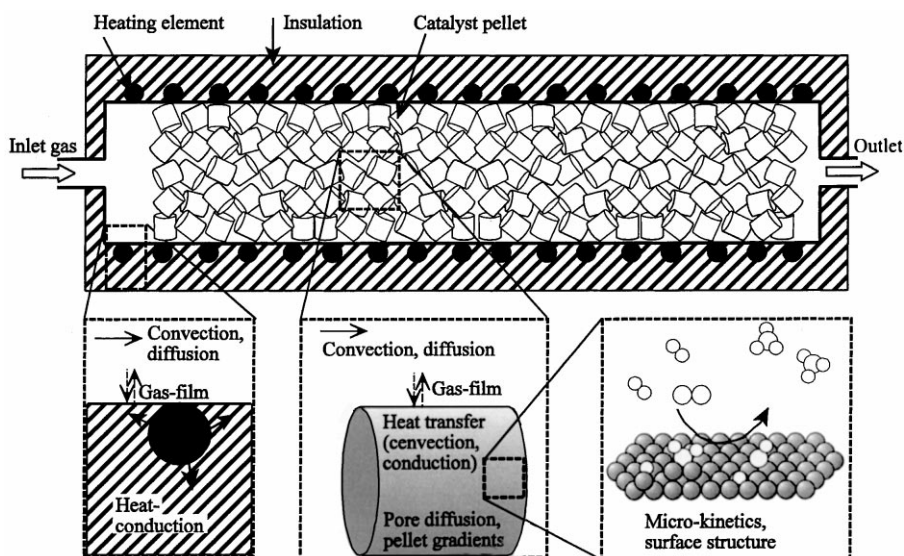 Heating element
Insulation
Catalyst pellet
Inlet gas
Outlet
Convection,
diffusion
Gas-film
Heat-
conduction
Convection, diffusion
Gas-film
Heat transfer
(cenvection,
conduction)
Pore diffusion,
pellet gradients
Micro-kinetics,
surface structure